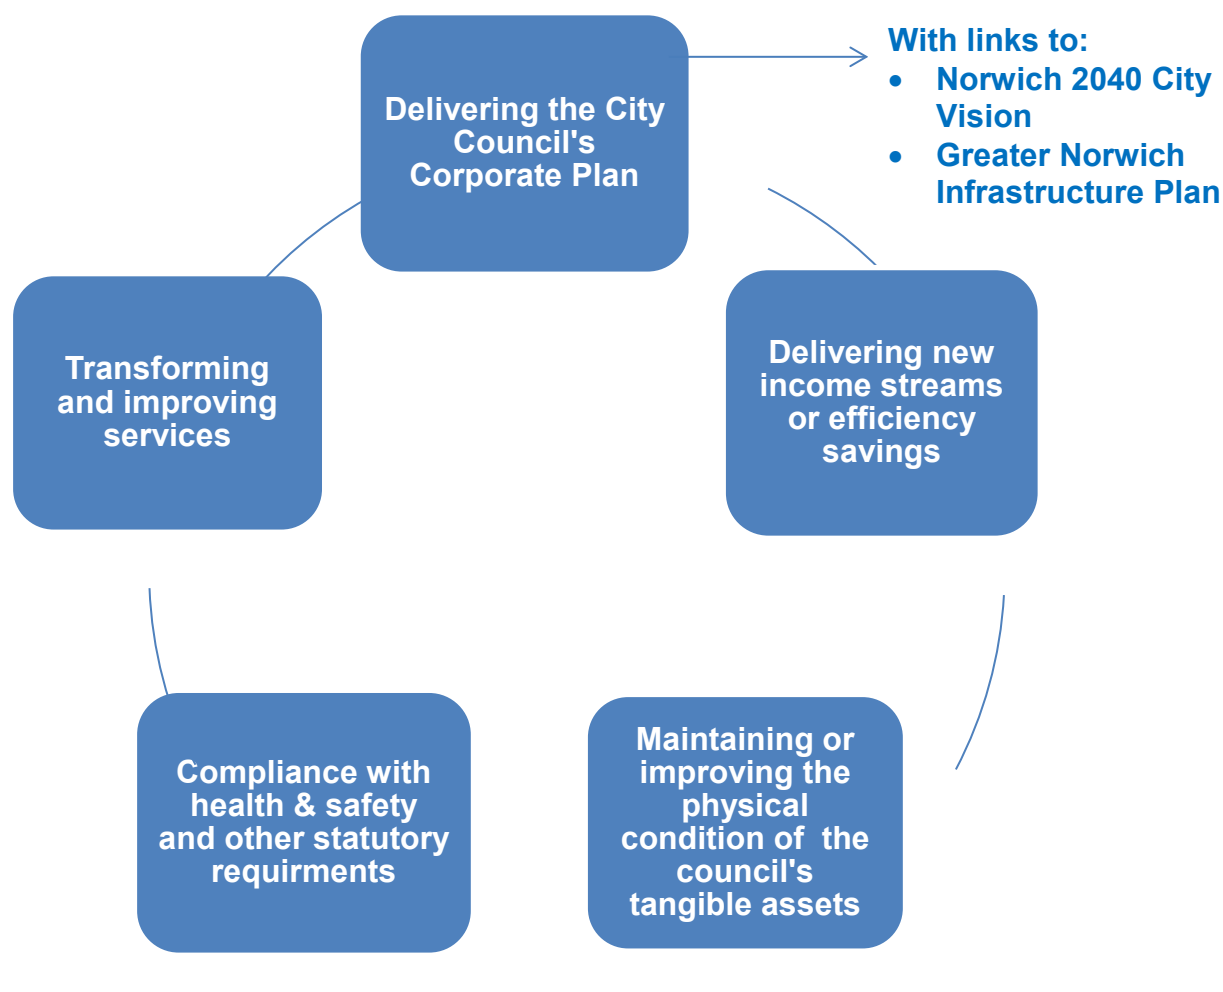 Delivering the City
Council's
Corporate Plan
With links to:
• Norwich 2040 City
Vision
• Greater Norwich
Infrastructure Plan
Transforming
and improving
services
Delivering new
income streams
or efficiency
savings
Compliance with
health & safety
and other statutory
requirments
Maintaining or
improving the
physical
condition of  the
council's
tangible assets